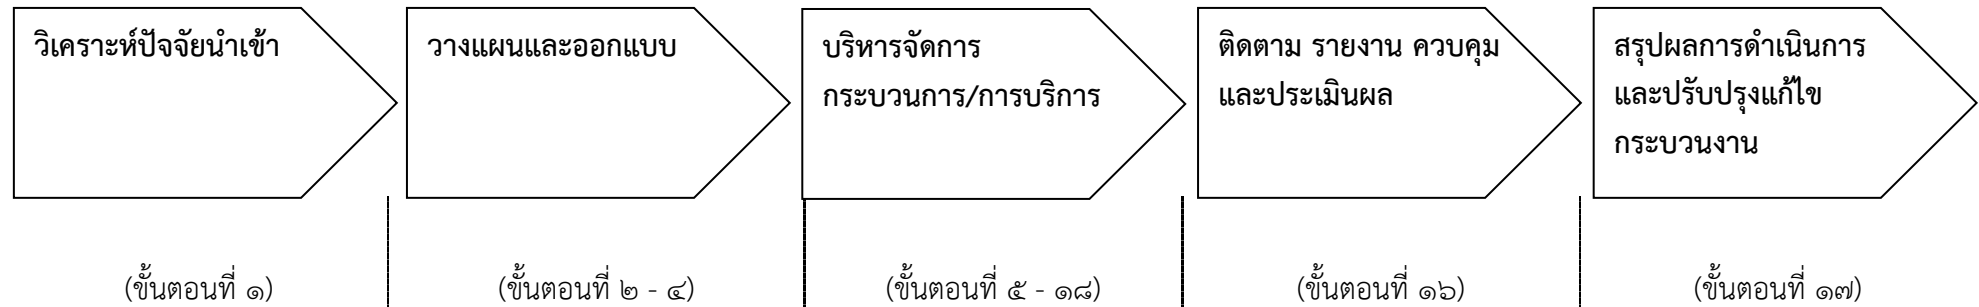 วิเคราะห์ปัจจัยนำเข้า
วางแผนและออกแบบ
บริหารจัดการ
กระบวนการ/การบริการ
ติดตาม รายงาน ควบคุม
และประเมินผล
สรุปผลการดำเนินการ
และปรับปรุงแก้ไข
กระบวนงาน
(ขั้นตอนที่ ๑)
(ขั้นตอนที่ ๒ - ๔)
(ขั้นตอนที่ ๕ - ๑๘)
(ขั้นตอนที่ ๑๖)
(ขั้นตอนที่ ๑๗)